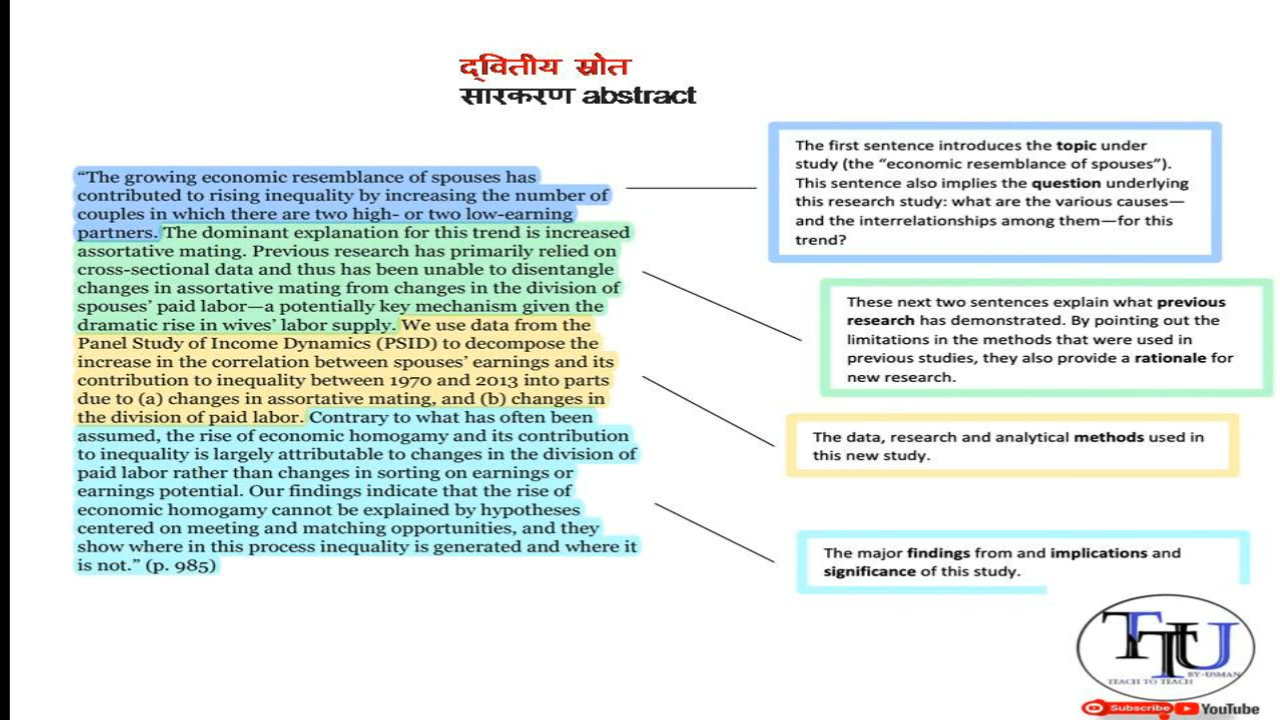 द्वितीय स्रोत
सारकरण abstract
“The growing economic resemblance of spouses has
contributed to rising inequality by increasing the number of
couples in which there are two high- or two low-earning
partners. The dominant explanation for this trend is increased
assortative mating. Previous research has primarily relied on
cross-sectional data and thus has been unable to disentangle
changes in assortative mating from changes in the division of
spouses’ paid labor—a potentially key mechanism given the
dramatic rise in wives’ labor supply. We use data from the
Panel Study of Income Dynamics (PSID) to decompose the
increase in the correlation between spouses’ earnings and its
contribution to inequality between 1970 and 2013 into parts
due to (a) changes in assortative mating, and (b) changes in
the division of paid labor. Contrary to what has often been
assumed, the rise of economic homogamy and its contribution
to inequality is largely attributable to changes in the division of
paid labor rather than changes in sorting on earnings or
earnings potential. Our findings indicate that the rise of
economic homogamy cannot be explained by hypotheses
centered on meeting and matching opportunities, and they
show where in this process inequality is generated and where it
is not.” (p. 985)
The first sentence introduces the topic under
study (the “economic resemblance of spouses”).
This sentence also implies the question underlying
this research study: what are the various causes—
and the interrelationships among them—for this
trend?
These next two sentences explain what previous
research has demonstrated. By pointing out the
limitations in the methods that were used in
previous studies, they also provide a rationale for
new research.
The data, research and analytical methods used in
this new study.
The major findings from and implications and
significance of this study.
TTU
BY-USMAN
TEACH TO TEACH
Subscribe YouTube